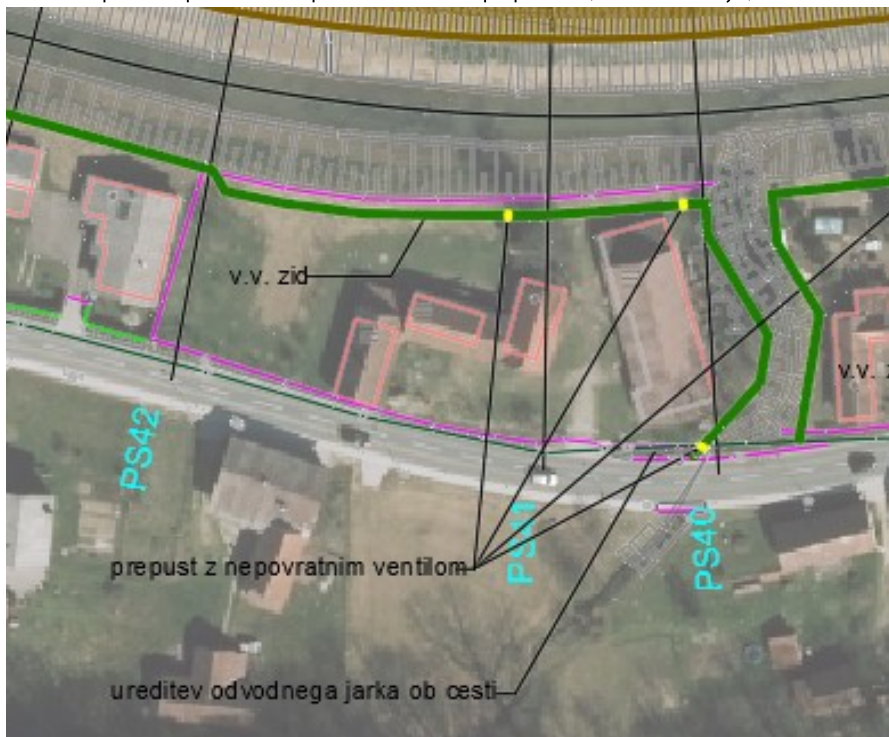 v.v. zid
v.v. z
PS42
PS41
PS40
prepust z nepovratnim ventilom
ureditev odvodnega jarka ob cesti